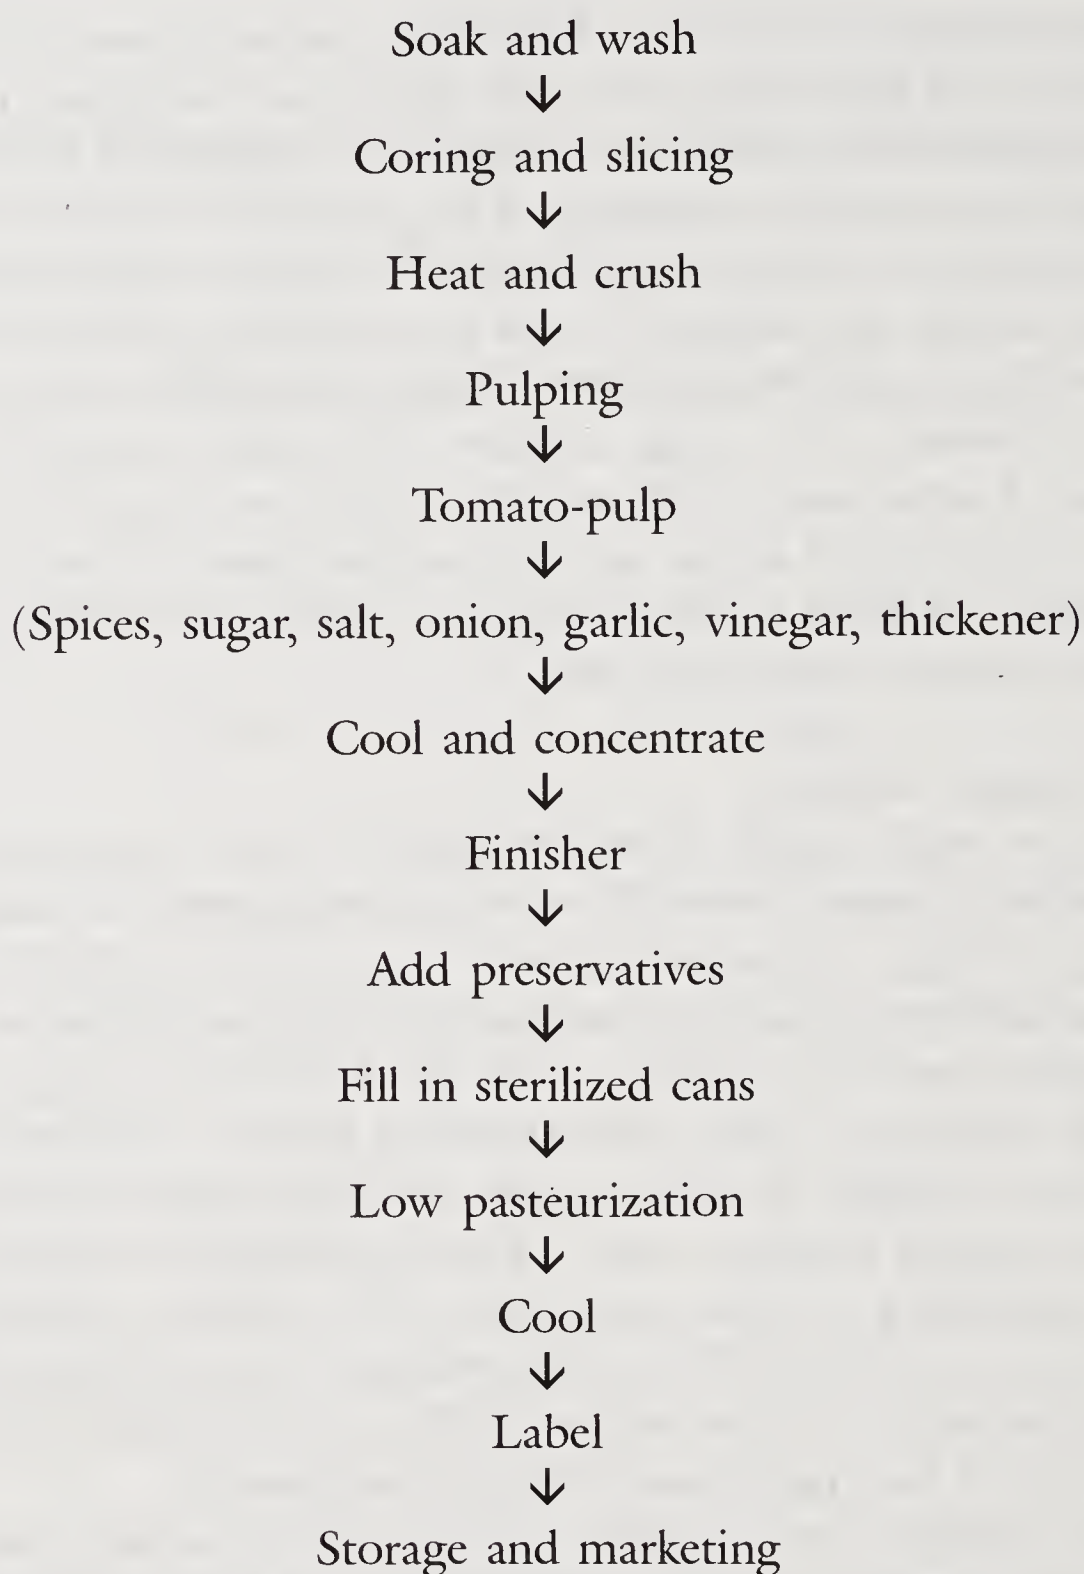 Soak and wash
↓
Coring and slicing
↓
Heat and crush
↓
Pulping
↓
Tomato-pulp
↓
(Spices, sugar, salt, onion, garlic, vinegar, thickener)
↓
Cool and concentrate
↓
Finisher
↓
Add preservatives
↓
Fill in sterilized cans
↓
Low pasteurization
↓
Cool
↓
Label
↓
Storage and marketing